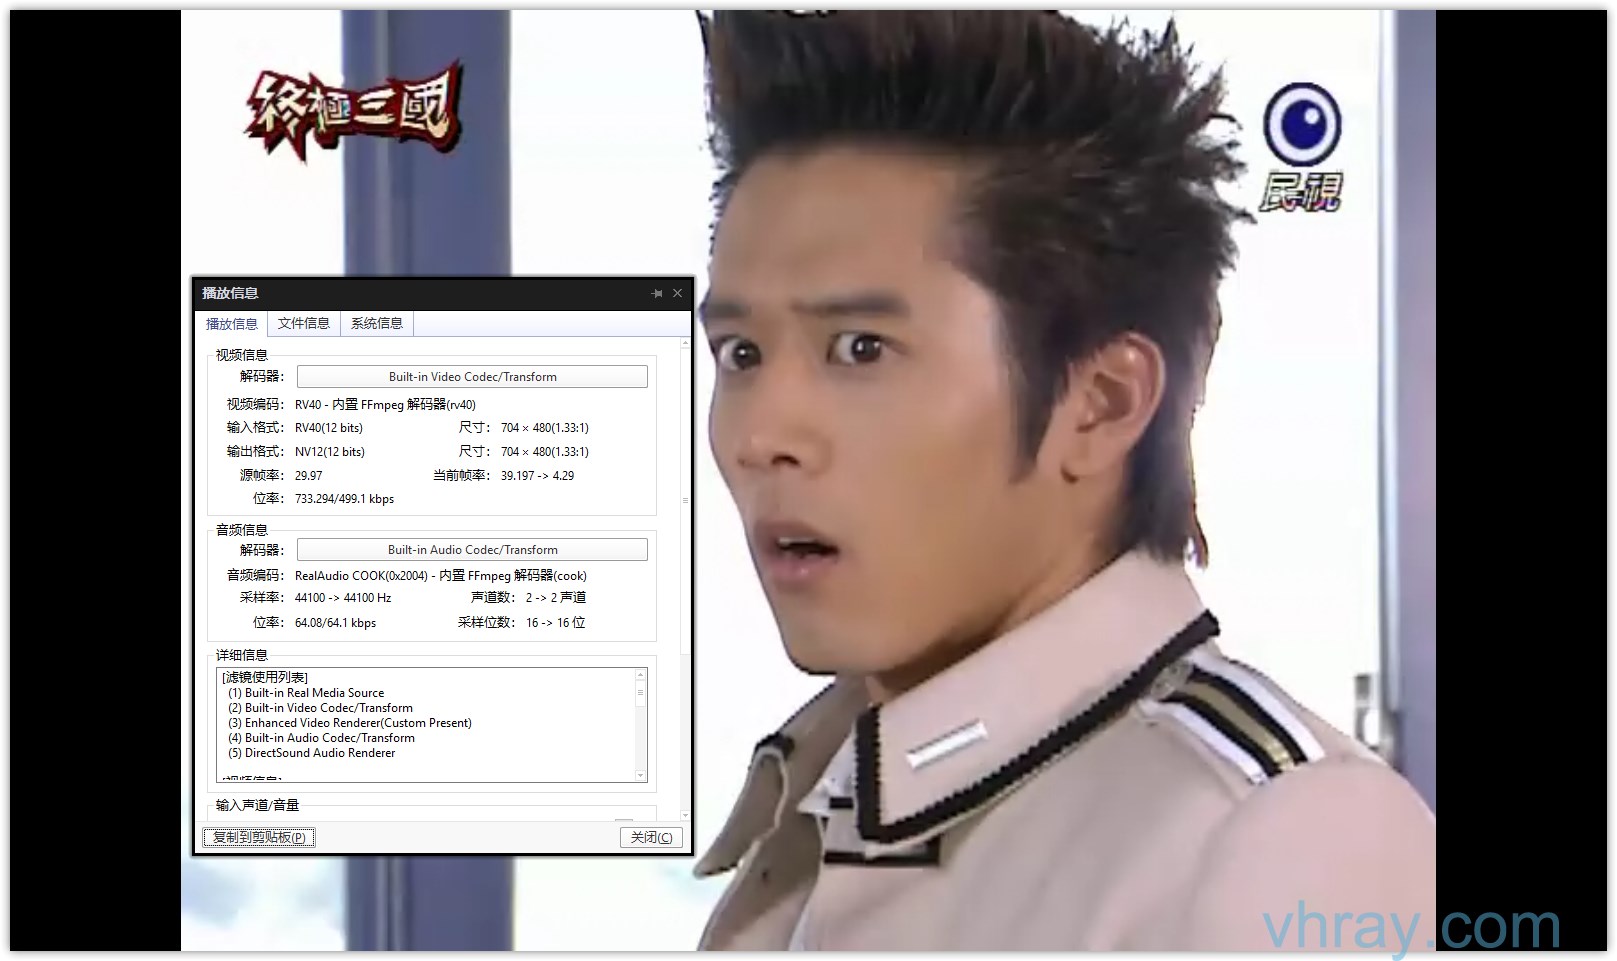 終極三國
民視
播放信息
播放信息 文件信息 系统信息
视频信息
解码器: Built-in Video Codec/Transform
视频编码: RV40 - 内置 FFmpeg 解码器(rv40)
输入格式: RV40(12 bits) 尺寸: 704 × 480(1.33:1)
输出格式: NV12(12 bits) 尺寸: 704 × 480(1.33:1)
源帧率: 29.97 当前帧率: 39.197 -> 4.29
位率: 733.294/499.1 kbps
音频信息
解码器: Built-in Audio Codec/Transform
音频编码: RealAudio COOK(0x2004) - 内置 FFmpeg 解码器(cook)
采样率: 44100 -> 44100 Hz 声道数: 2 -> 2 声道
位率: 64.08/64.1 kbps 采样位数: 16 -> 16 位
详细信息
[滤镜使用列表]
(1) Built-in Real Media Source
(2) Built-in Video Codec/Transform
(3) Enhanced Video Renderer(Custom Present)
(4) Built-in Audio Codec/Transform
(5) DirectSound Audio Renderer
输入声道/音量
复制到剪贴板(P) 关闭(C)
vhray.com